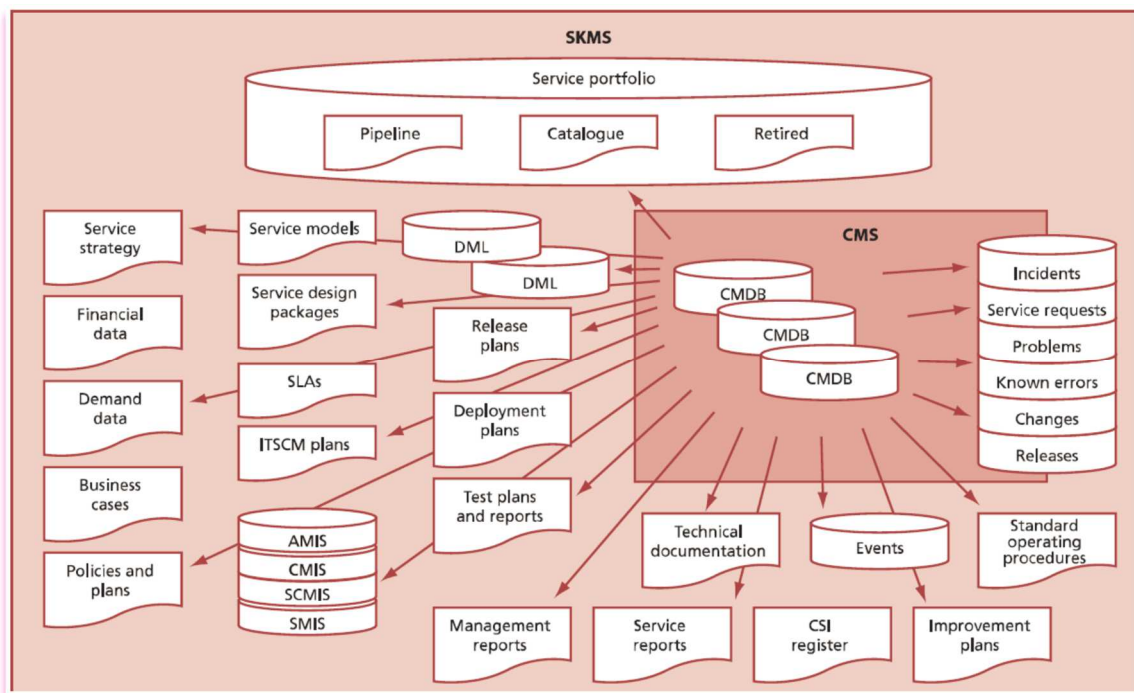 SKMS
Service portfolio
Pipeline
Catalogue
Retired
Service
strategy
Service models
DML
DML
CMS
CMDB
CMDB
CMDB
Incidents
Service requests
Problems
Known errors
Changes
Releases
Financial
data
Service design
packages
Release
plans
Demand
data
SLAs
Deployment
plans
ITSCM plans
Business
cases
Test plans
and reports
Policies and
plans
AMIS
CMIS
SCMIS
SMIS
Technical
documentation
Events
Standard
operating
procedures
Management
reports
Service
reports
CSI
register
Improvement
plans